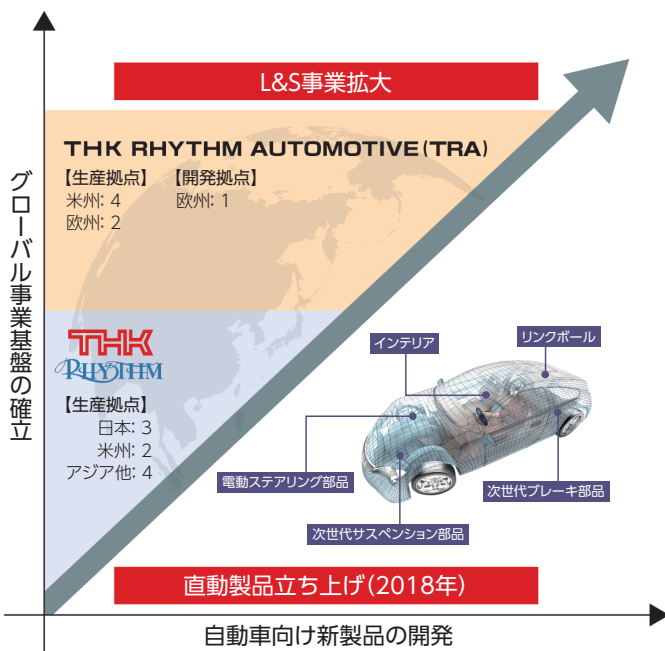 L&S事業拡大
THK RHYTHM AUTOMOTIVE(TRA)
【生産拠点】 【開発拠点】
米州: 4 欧州: 1
欧州: 2
グローバル事業基盤の確立
THK
RHYTHM
【生産拠点】
日本: 3
米州: 2
アジア他: 4
インテリア
リンクボール
電動ステアリング部品
次世代ブレーキ部品
次世代サスペンション部品
直動製品立ち上げ(2018年)
自動車向け新製品の開発